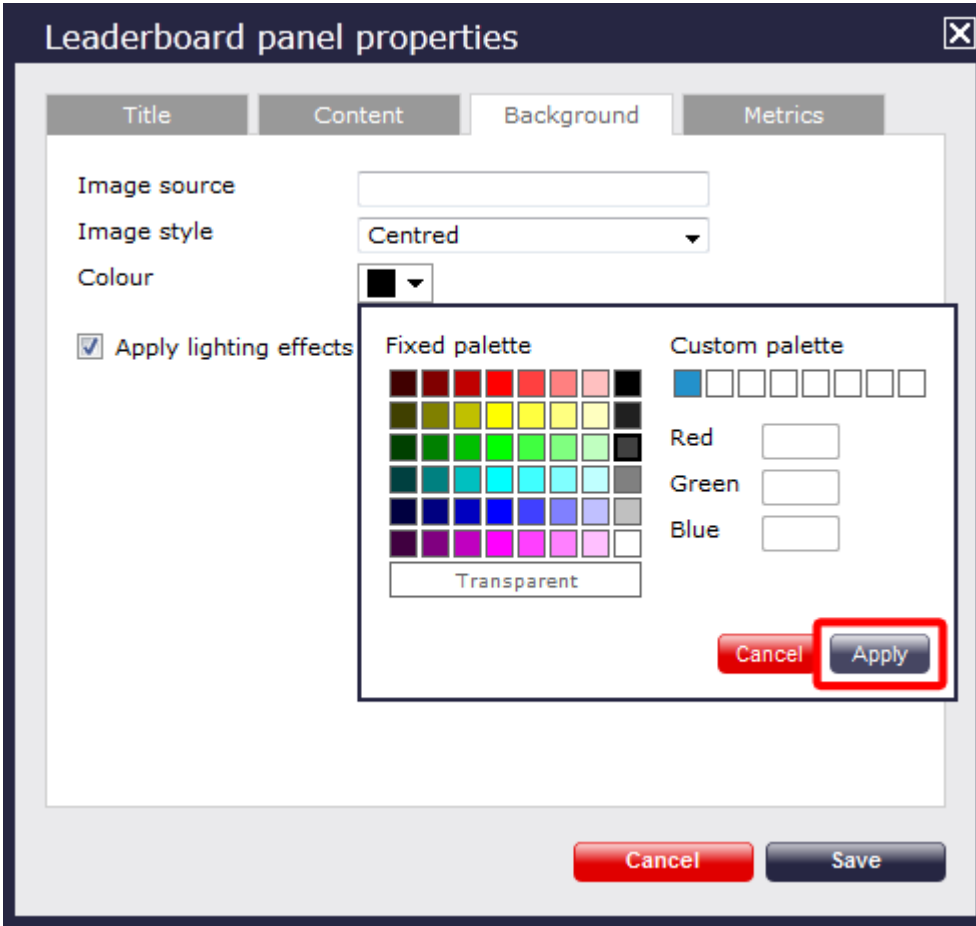 Leaderboard panel properties
Title Content Background Metrics
Image source
Image style Centred
Colour
Apply lighting effects
Fixed palette
Transparent
Custom palette
Red
Green
Blue
Cancel Apply
Cancel Save